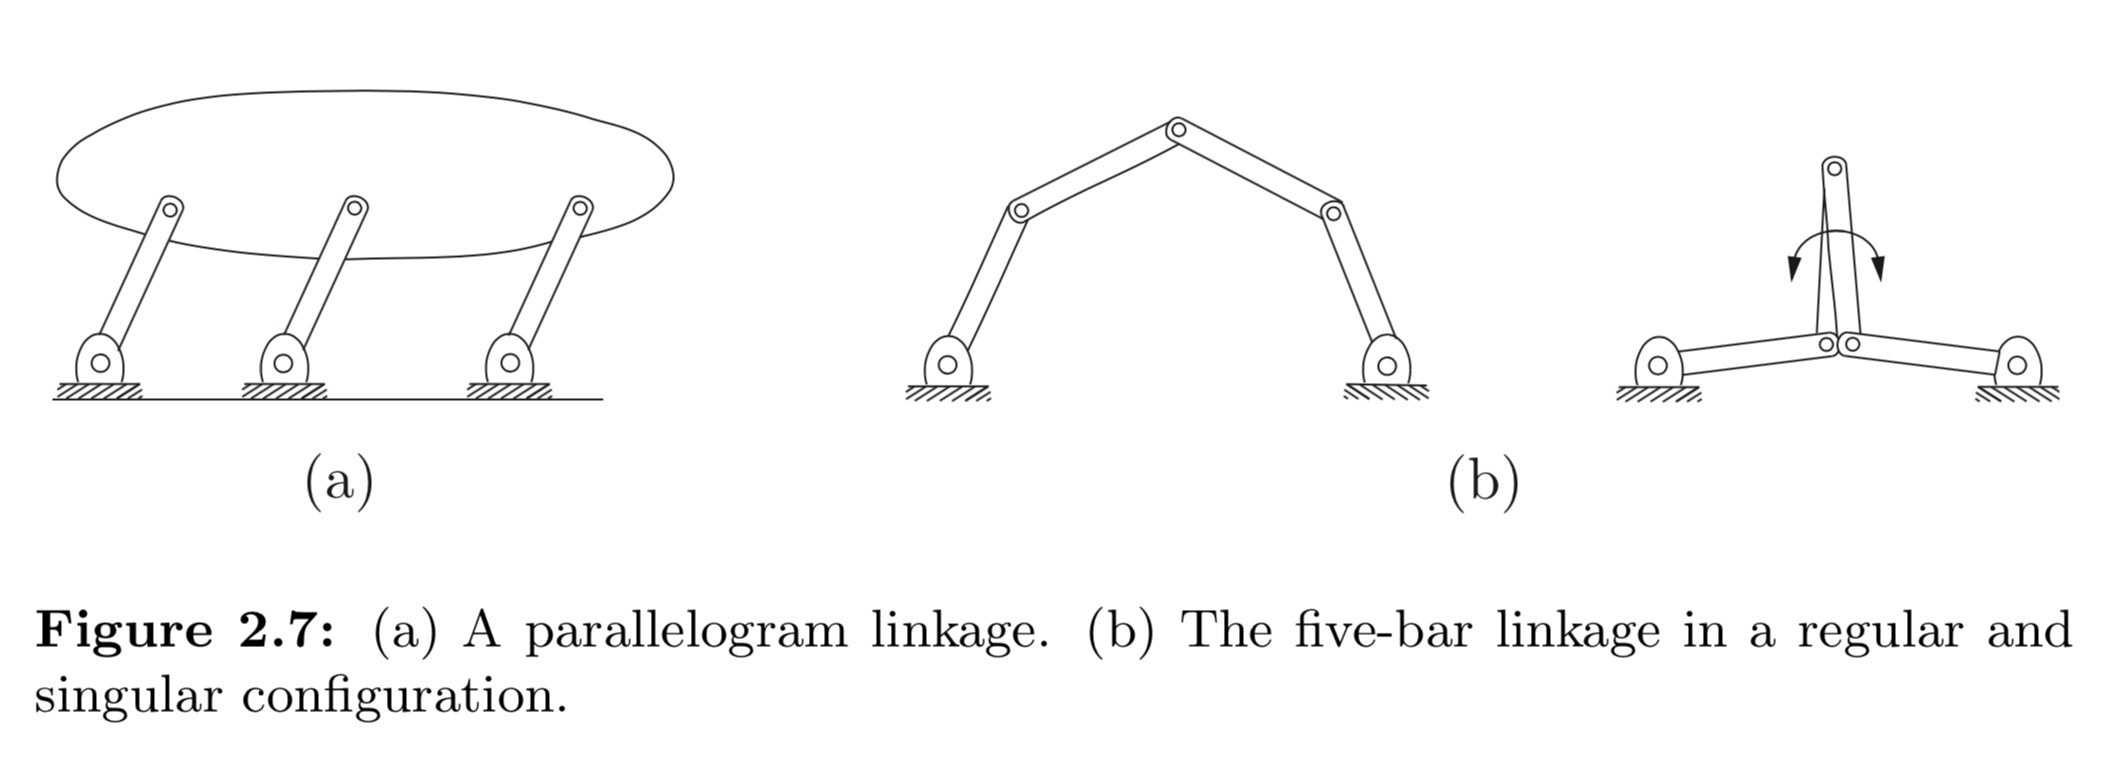 (a)
(b)
Figure 2.7: (a) A parallelogram linkage. (b) The five-bar linkage in a regular and
singular configuration.